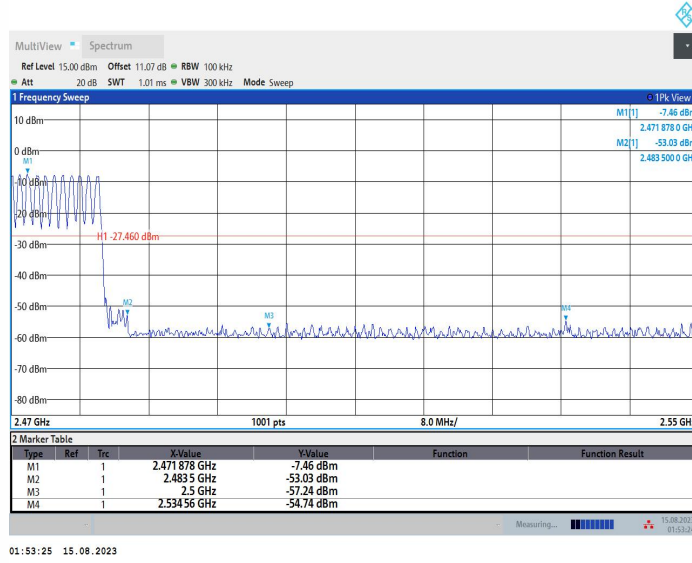 MultiView Spectrum
Ref Level 15.00 dBm Offset 11.07 dB RBW 100 kHz
Att 20 dB SWT 1.01 ms VBW 300 kHz Mode Sweep
1 Frequency Sweep 1Pk View
M1[1] -7.46 dBm
2.471 878 0 GH
M2[1] -53.03 dBm
2.483 500 0 GH
10 dBm
0 dBm
M1
-10 dBm
-20 dBm
H1 -27.460 dBm
-30 dBm
-40 dBm
-50 dBm
M2
M3
M4
-60 dBm
-70 dBm
-80 dBm
2.47 GHz 1001 pts 8.0 MHz/ 2.55 GH
2 Marker Table
Type Ref Trc X-Value Y-Value Function Function Result
M1 1 2.471 878 GHz -7.46 dBm
M2 1 2.483 5 GHz -53.03 dBm
M3 1 2.5 GHz -57.24 dBm
M4 1 2.534 56 GHz -54.74 dBm
Measuring... 15.08.202
01:53:2
01:53:25 15.08.2023